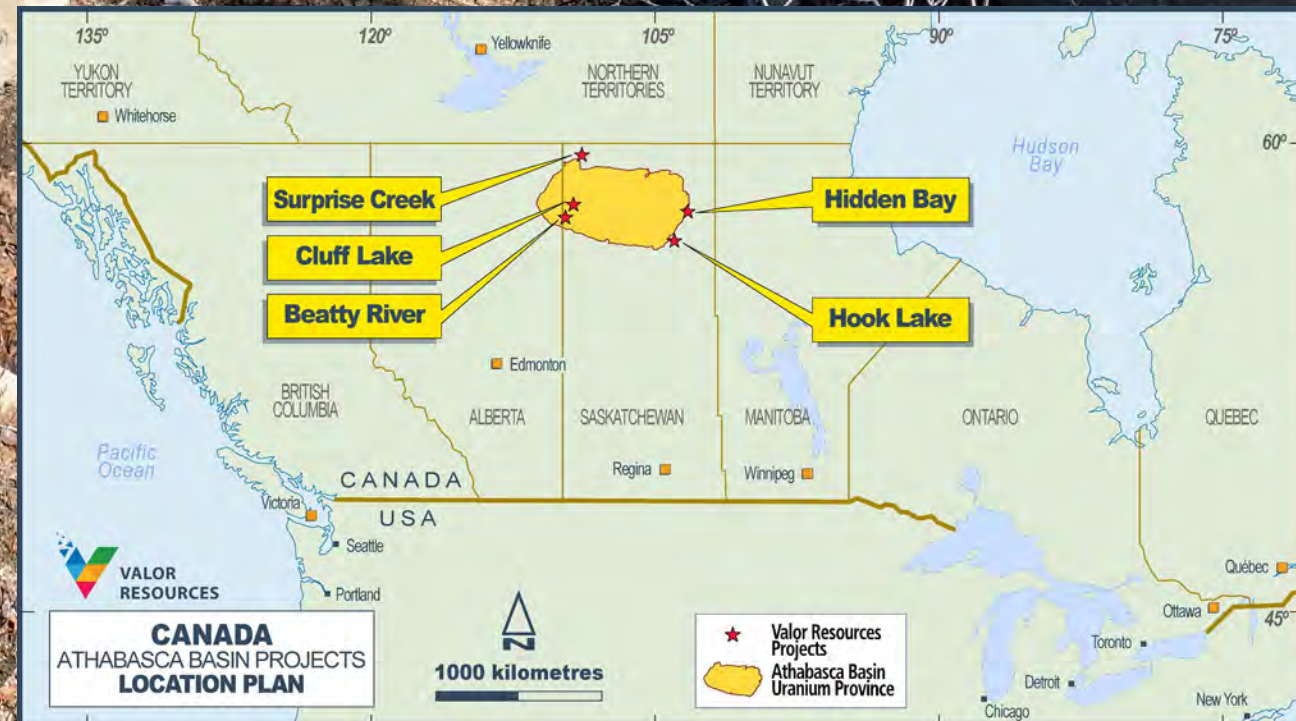 135º
120º
105º
90º
75º
YUKON
TERRITORY
Whitehorse
Yellowknife
NORTHERN
TERRITORIES
NUNAVUT
TERRITORY
60º
Hudson
Bay
Surprise Creek
Cluff Lake
Beatty River
Hidden Bay
Hook Lake
Edmonton
BRITISH
COLUMBIA
ALBERTA
SASKATCHEWAN
MANITOBA
ONTARIO
QUEBEC
Pacific
Ocean
Regina
Winnipeg
CANADA
USA
Victoria
Seattle
Portland
Québec
Ottawa
45º
Toronto
Detroit
Chicago
New York
VALOR
RESOURCES
CANADA
ATHABASCA BASIN PROJECTS
LOCATION PLAN
N
1000 kilometres
Valor Resources
Projects
Athabasca Basin
Uranium Province